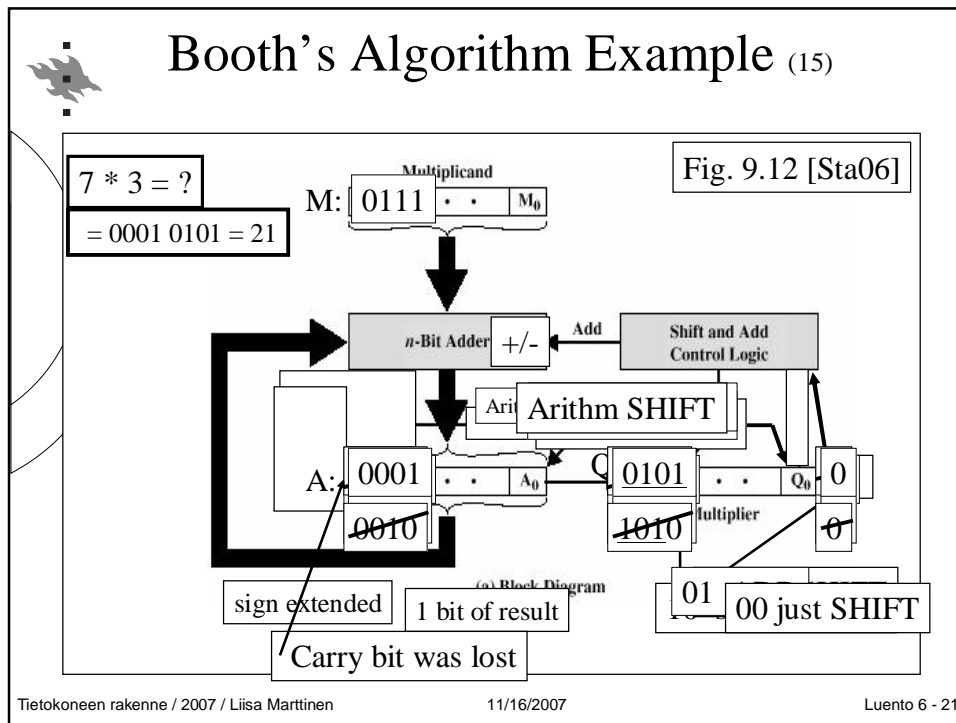 Booth's Algorithm Example (15)
7 * 3 = ?
= 0001 0101 = 21
Fig. 9.12 [Sta06]
Multiplicand
M: 0111 · · M0
n-Bit Adder +/-
Add
Shift and Add
Control Logic
Arithm SHIFT
A: 0001 · · A0
Q 0101 · · Q0 0
0010
1010
Multiplier
0
(a) Block Diagram
sign extended
1 bit of result
01
00 just SHIFT
Carry bit was lost
Tietokoneen rakenne / 2007 / Liisa Marttinen
11/16/2007
Luento 6 - 21